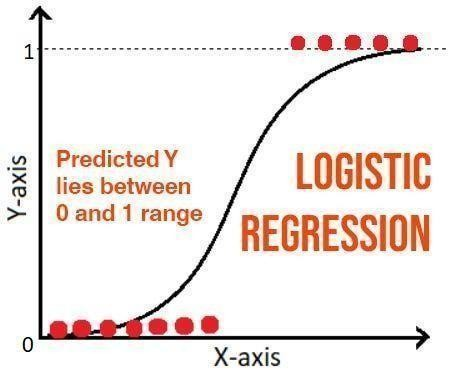 1
Y-axis
Predicted Y
lies between
0 and 1 range
LOGISTIC
REGRESSION
0
X-axis